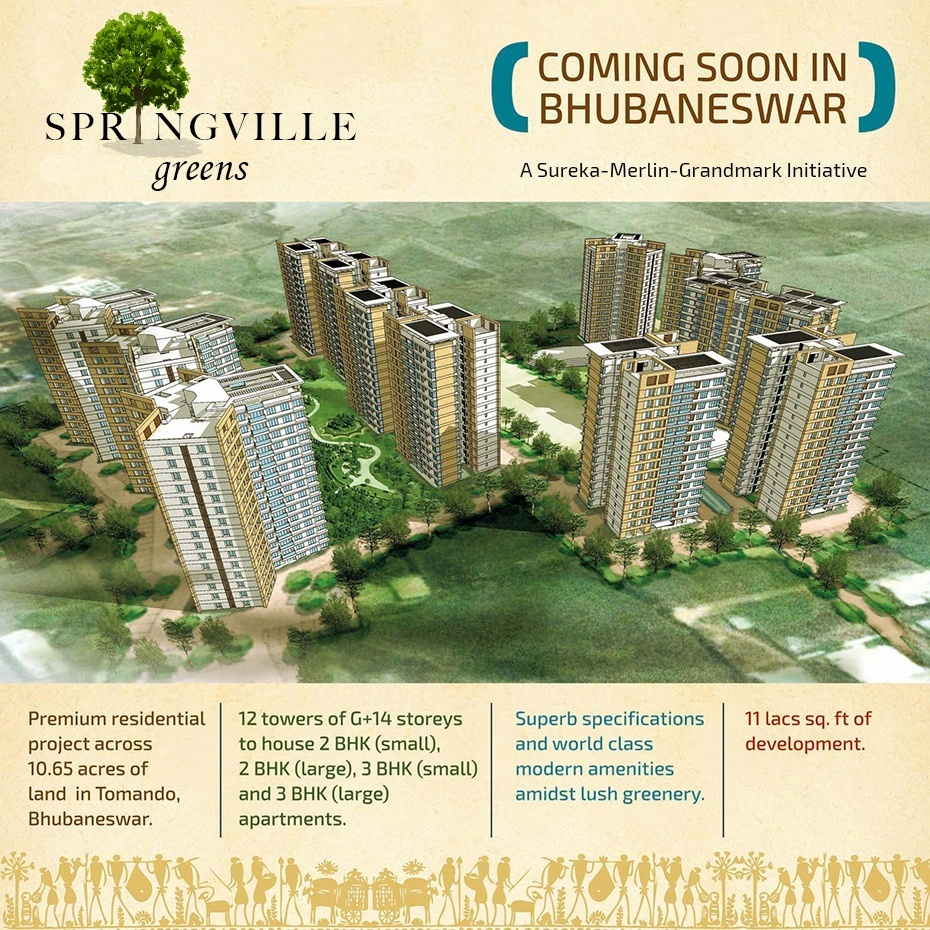 SPRINGVILLE
greens
COMING SOON IN
BHUBANESWAR
A Sureka-Merlin-Grandmark Initiative
Premium residential
project across
10.65 acres of
land in Tomando,
Bhubaneswar.
12 towers of G+14 storeys
to house 2 BHK (small),
2 BHK (large), 3 BHK (small)
and 3 BHK (large)
apartments.
Superb specifications
and world class
modern amenities
amidst lush greenery.
11 lacs sq. ft of
development.